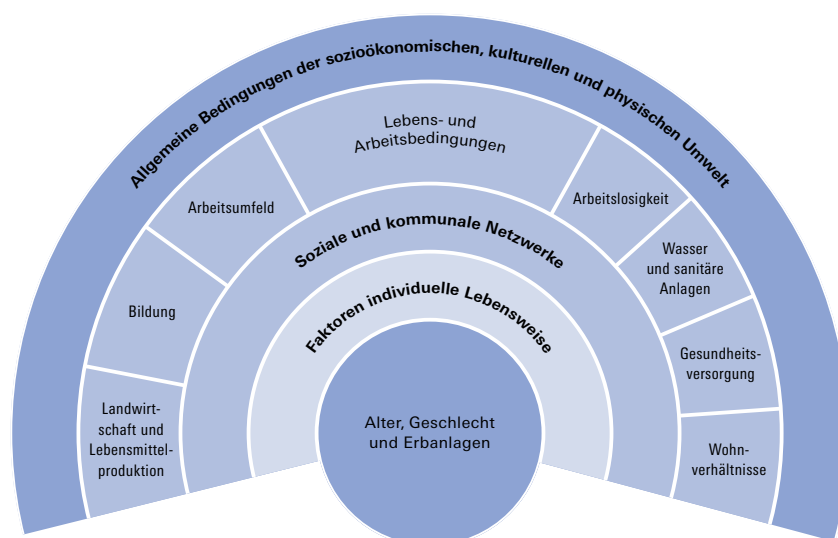 Allgemeine Bedingungen der sozioökonomischen, kulturellen und physischen Umwelt
Lebens- und
Arbeitsbedingungen
Arbeitsumfeld
Arbeitslosigkeit
Soziale und kommunale Netzwerke
Wasser
und sanitäre
Anlagen
Bildung
Faktoren individuelle Lebensweise
Gesundheits-
versorgung
Landwirt-
schaft und
Lebensmittel-
produktion
Alter, Geschlecht
und Erbanlagen
Wohn-
verhältnisse